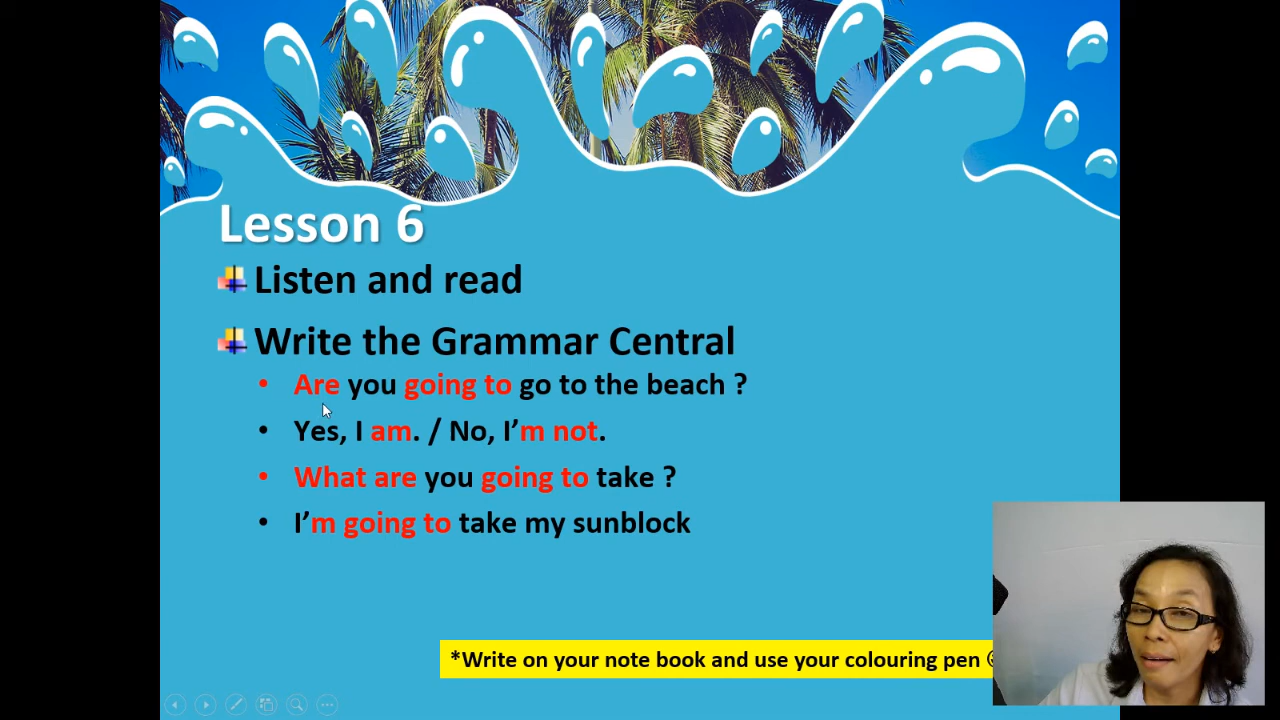 Lesson 6
Listen and read
Write the Grammar Central
• Are you going to go to the beach ?
• Yes, I am. / No, I’m not.
• What are you going to take ?
• I’m going to take my sunblock
*Write on your note book and use your colouring pen